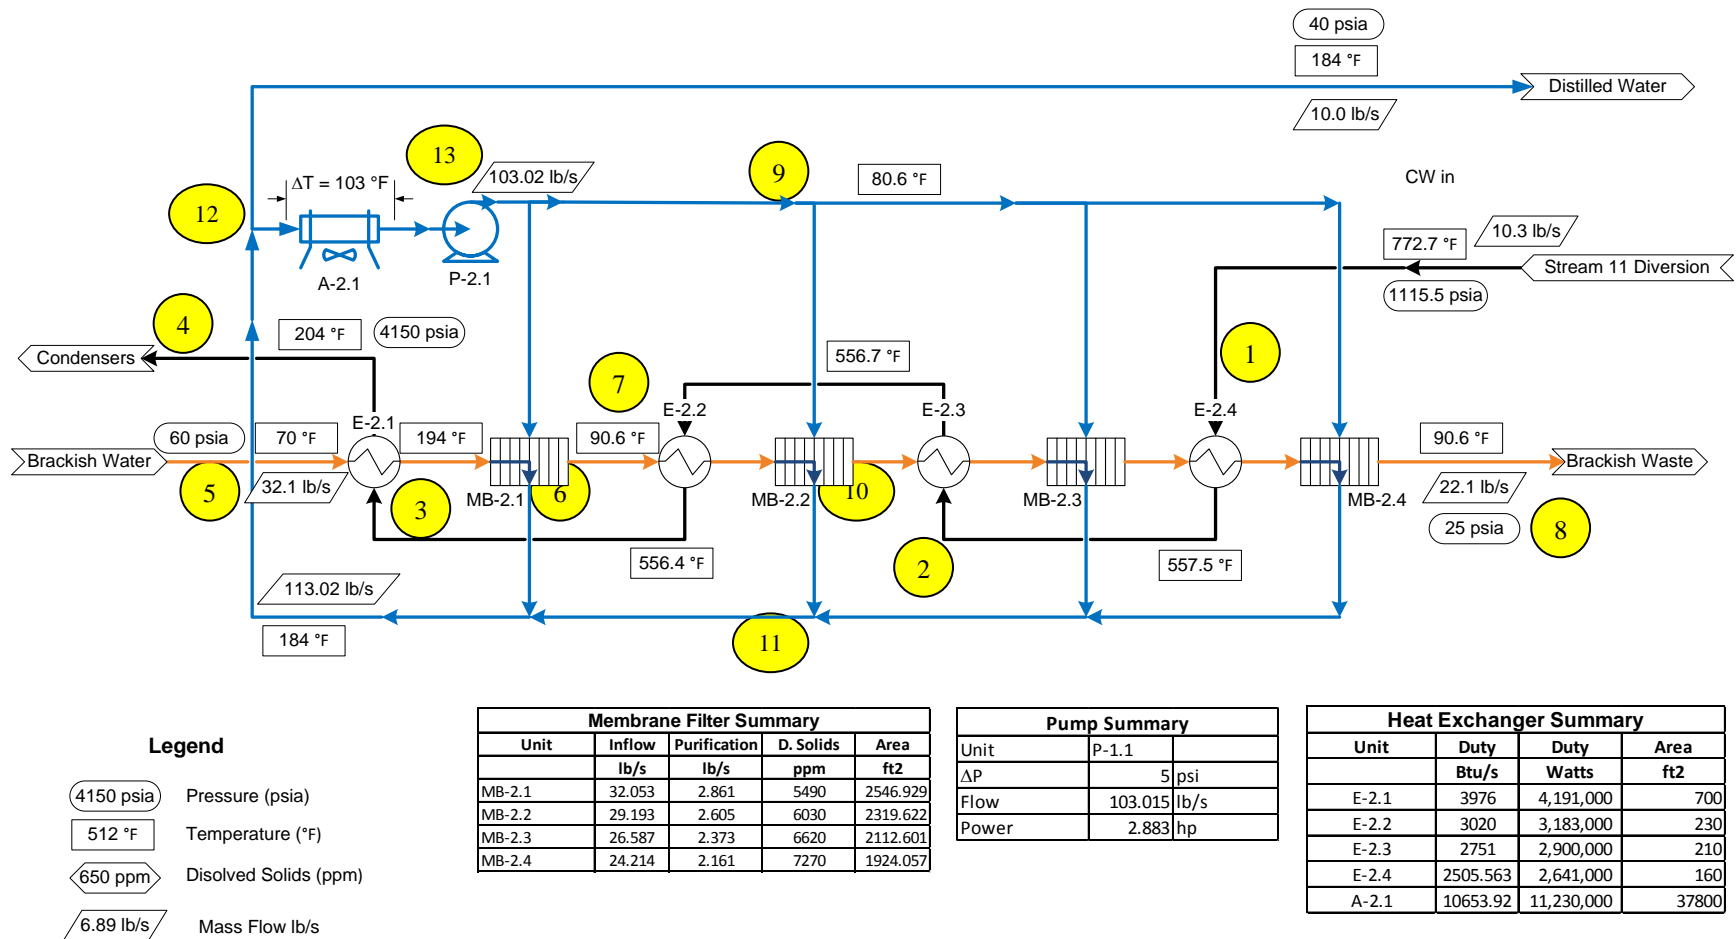 40 psia
184 °F
Distilled Water
10.0 lb/s
13
ΔT = 103 °F
103.02 lb/s
9
80.6 °F
CW in
12
10.3 lb/s
772.7 °F
A-2.1
P-2.1
Stream 11 Diversion
1115.5 psia
4
204 °F
4150 psia
Condensers
556.7 °F
1
7
E-2.1
E-2.2
E-2.3
E-2.4
60 psia
70 °F
194 °F
90.6 °F
90.6 °F
Brackish Water
Brackish Waste
5
32.1 lb/s
3
MB-2.1
6
MB-2.2
10
MB-2.3
MB-2.4
22.1 lb/s
25 psia
8
556.4 °F
2
557.5 °F
113.02 lb/s
184 °F
11
Legend
4150 psia Pressure (psia)
512 °F Temperature (°F)
650 ppm Disolved Solids (ppm)
6.89 lb/s Mass Flow lb/s
Membrane Filter Summary
Unit Inflow Purification D. Solids Area
lb/s lb/s ppm ft2
MB-2.1 32.053 2.861 5490 2546.929
MB-2.2 29.193 2.605 6030 2319.622
MB-2.3 26.587 2.373 6620 2112.601
MB-2.4 24.214 2.161 7270 1924.057
Pump Summary
Unit P-1.1
ΔP 5 psi
Flow 103.015 lb/s
Power 2.883 hp
Heat Exchanger Summary
Unit Duty Duty Area
Btu/s Watts ft2
E-2.1 3976 4,191,000 700
E-2.2 3020 3,183,000 230
E-2.3 2751 2,900,000 210
E-2.4 2505.563 2,641,000 160
A-2.1 10653.92 11,230,000 37800